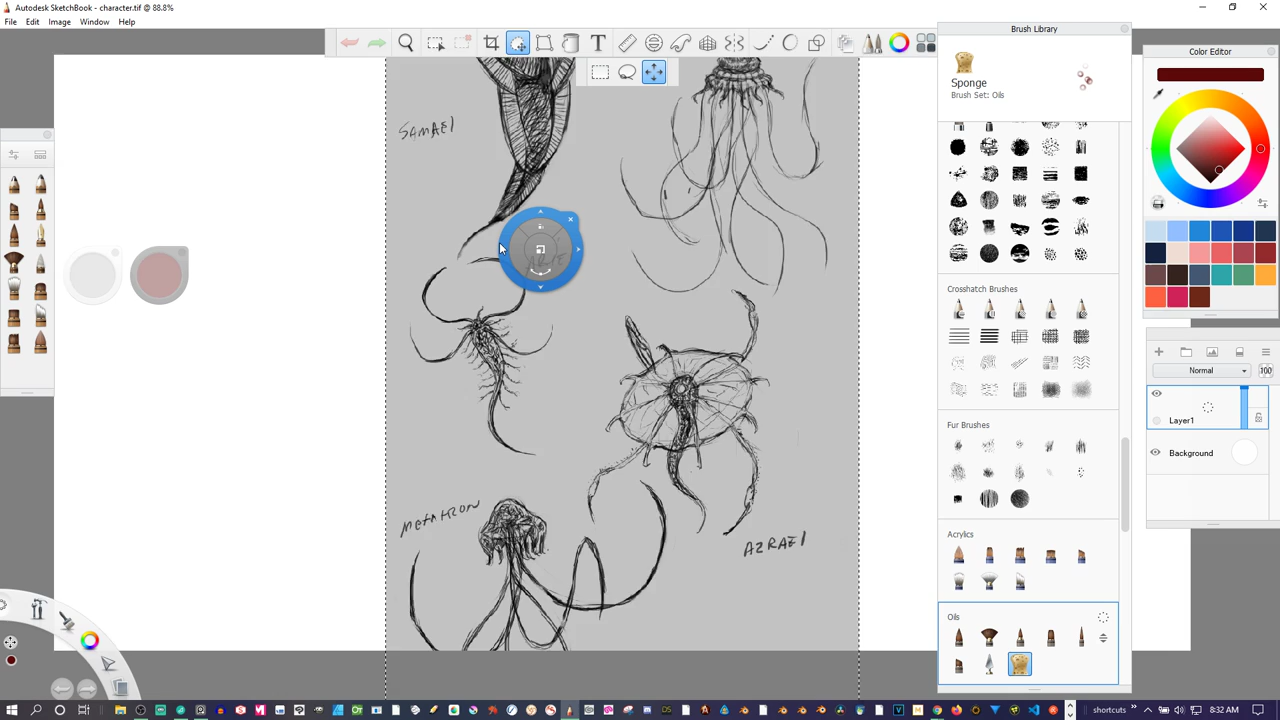 Autodesk SketchBook - character.tif @ 88.8%
File Edit Image Window Help
Brush Library
Sponge
Brush Set: Oils
Color Editor
SAMAEL
Crosshatch Brushes
Normal
100
Layer1
Fur Brushes
Background
METATRON
AZRAEL
Acrylics
Oils
shortcuts
8:32 AM